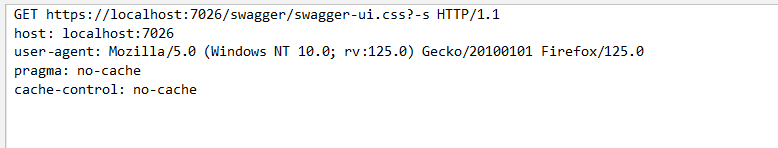 GET https://localhost:7026/swagger/swagger-ui.css?-s HTTP/1.1
host: localhost:7026
user-agent: Mozilla/5.0 (Windows NT 10.0; rv:125.0) Gecko/20100101 Firefox/125.0
pragma: no-cache
cache-control: no-cache